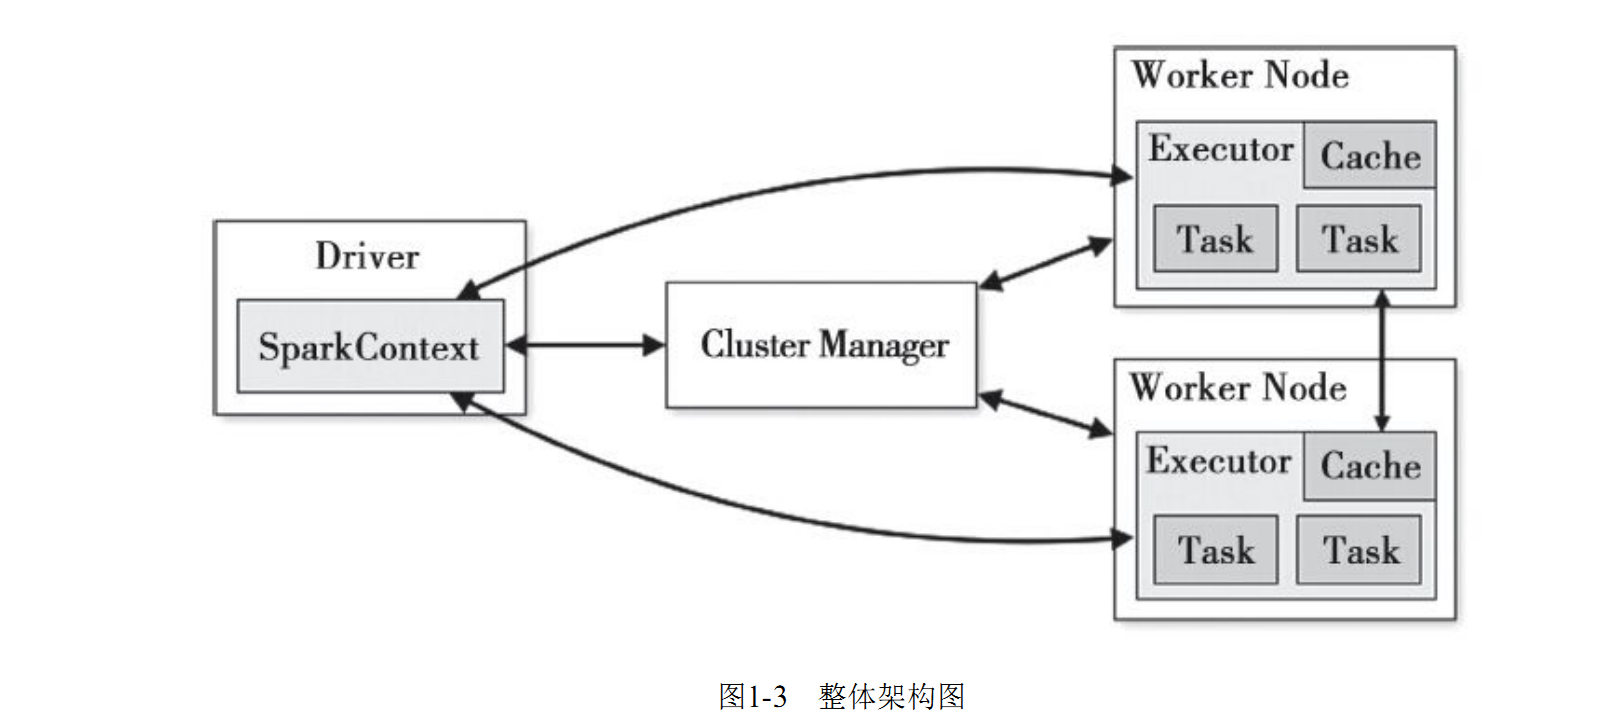 Worker Node
Executor
Cache
Task
Task
Driver
SparkContext
Cluster Manager
Worker Node
Executor
Cache
Task
Task
图1-3 整体架构图